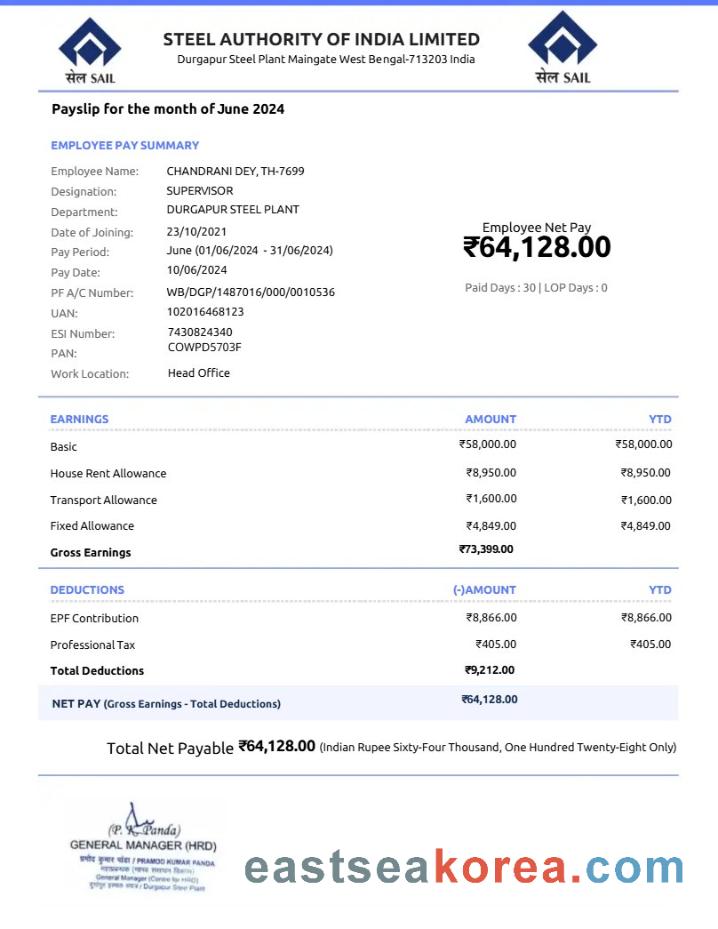 STEEL AUTHORITY OF INDIA LIMITED
Durgapur Steel Plant Maingate West Bengal-713203 India
सेल SAIL
सेल SAIL
Payslip for the month of June 2024
EMPLOYEE PAY SUMMARY
Employee Name: CHANDRANI DEY, TH-7699
Designation: SUPERVISOR
Department: DURGAPUR STEEL PLANT
Date of Joining: 23/10/2021
Pay Period: June (01/06/2024 - 31/06/2024)
Pay Date: 10/06/2024
PF A/C Number: WB/DGP/1487016/000/0010536
UAN: 102016468123
ESI Number: 7430824340
PAN: COWPD5703F
Work Location: Head Office
Employee Net Pay
₹64,128.00
Paid Days : 30 | LOP Days : 0
EARNINGS AMOUNT YTD
Basic ₹58,000.00 ₹58,000.00
House Rent Allowance ₹8,950.00 ₹8,950.00
Transport Allowance ₹1,600.00 ₹1,600.00
Fixed Allowance ₹4,849.00 ₹4,849.00
Gross Earnings ₹73,399.00
DEDUCTIONS (-)AMOUNT YTD
EPF Contribution ₹8,866.00 ₹8,866.00
Professional Tax ₹405.00 ₹405.00
Total Deductions ₹9,212.00
NET PAY (Gross Earnings - Total Deductions) ₹64,128.00
Total Net Payable ₹64,128.00 (Indian Rupee Sixty-Four Thousand, One Hundred Twenty-Eight Only)
(P. K. Panda)
GENERAL MANAGER (HRD)
प्रमोद कुमार पांडा / PRAMOD KUMAR PANDA
General Manager (Centre for HRD)
/ Durgapur Steel Plant
eastseakorea.com